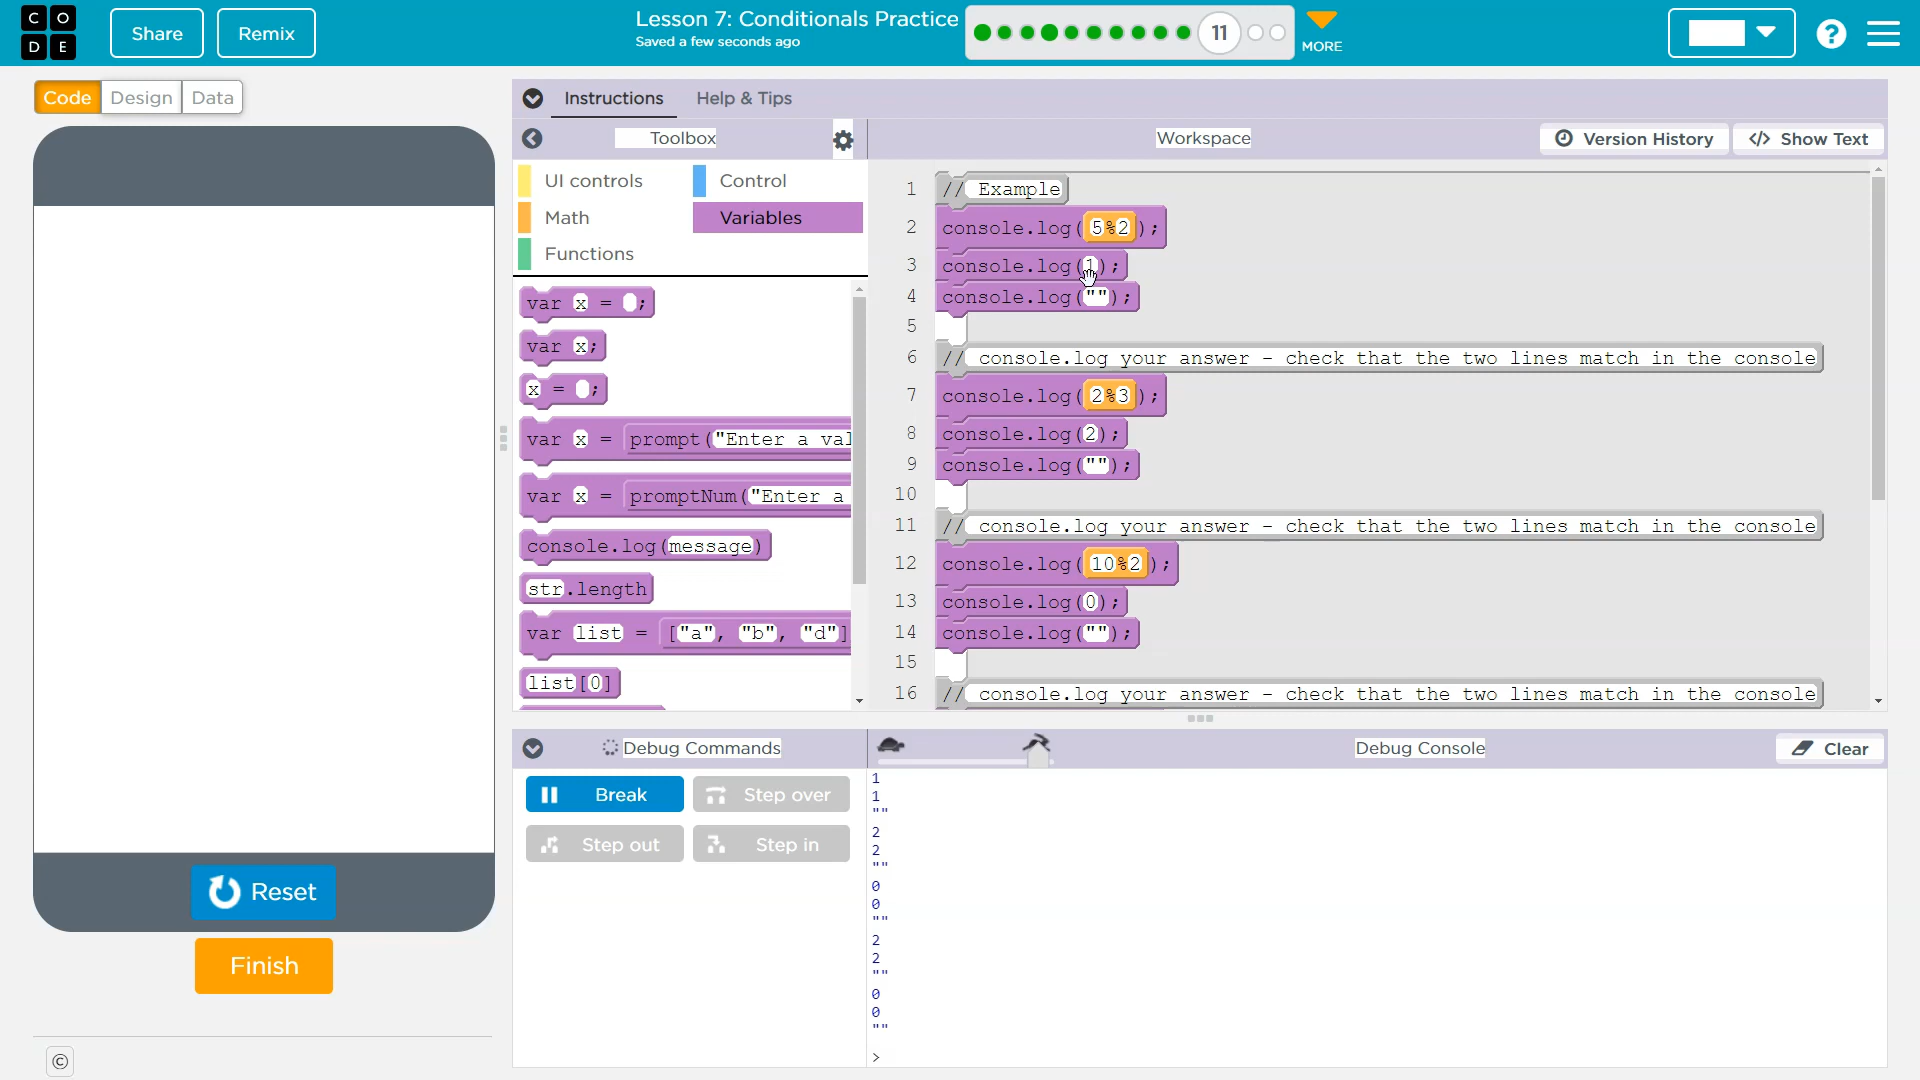 CODE
Share
Remix
Lesson 7: Conditionals Practice
Saved a few seconds ago
11
MORE
?
Code
Design
Data
Instructions
Help & Tips
Toolbox
Workspace
Version History
</> Show Text
UI controls
Control
Math
Variables
Functions
var x = ;
var x;
x = ;
var x = prompt("Enter a val
var x = promptNum("Enter a
console.log(message)
str.length
var list = ["a", "b", "d"]
list[0]
1 // Example
2 console.log(5%2);
3 console.log(1);
4 console.log("");
5
6 // console.log your answer - check that the two lines match in the console
7 console.log(2%3);
8 console.log(2);
9 console.log("");
10
11 // console.log your answer - check that the two lines match in the console
12 console.log(10%2);
13 console.log(0);
14 console.log("");
15
16 // console.log your answer - check that the two lines match in the console
Debug Commands
Debug Console
Clear
Break
Step over
Step out
Step in
1
1
""
2
2
""
0
0
""
2
2
""
0
0
""
>
Reset
Finish
©